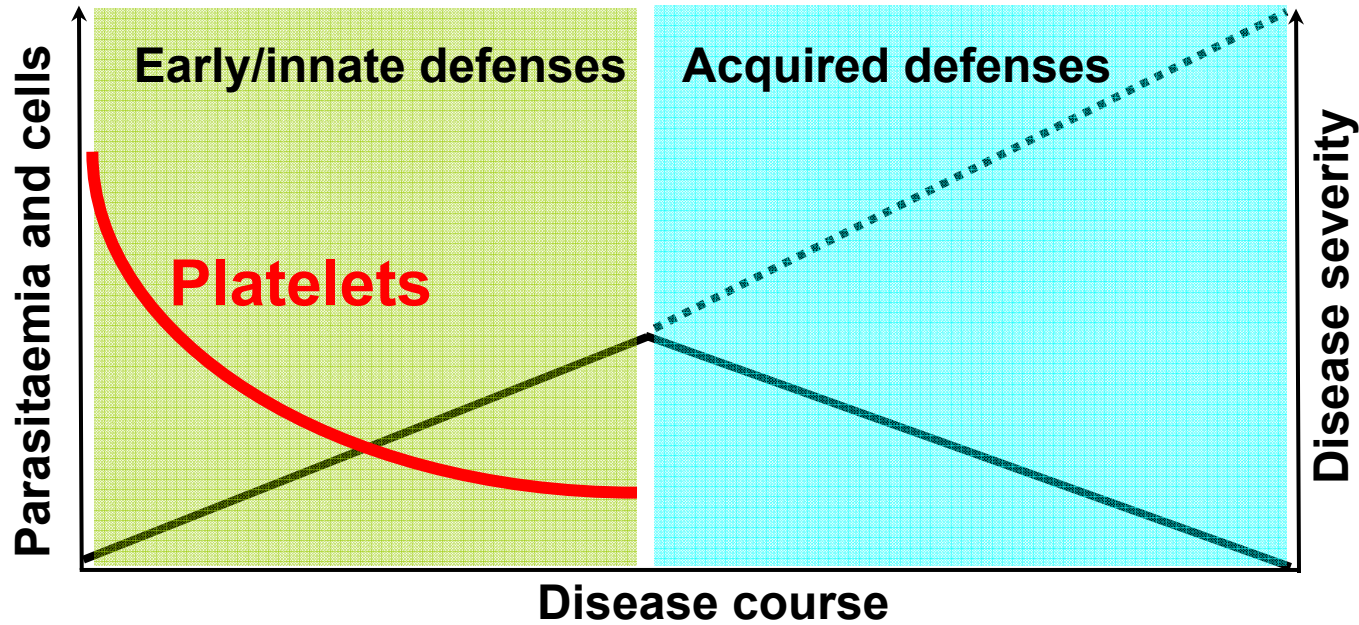 Parasitaemia and cells
Early/innate defenses
Acquired defenses
Platelets
Disease severity
Disease course